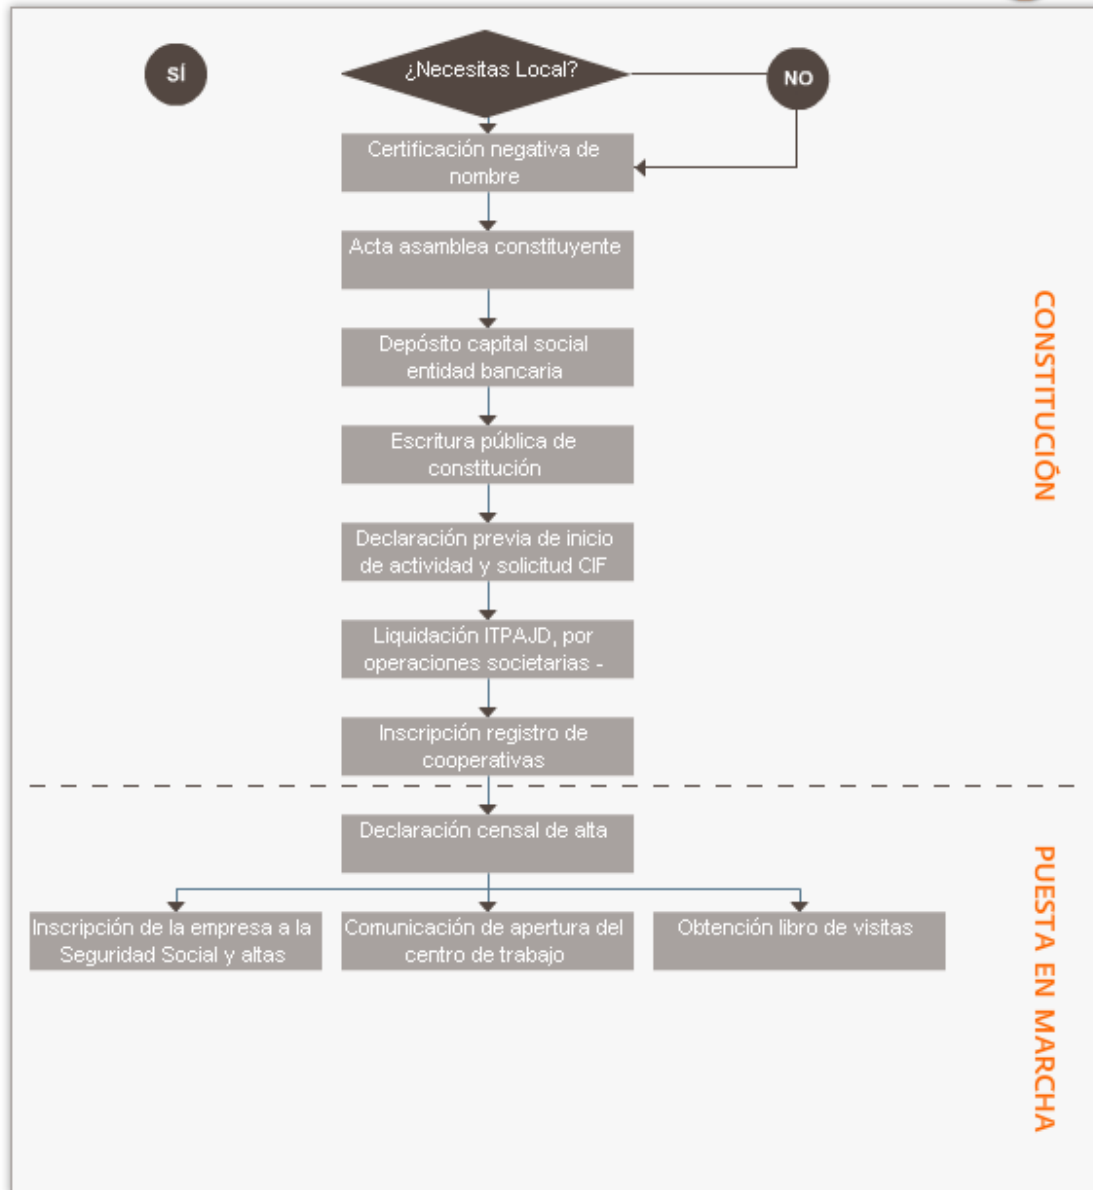 SÍ
¿Necesitas Local?
NO
Certificación negativa de
nombre
Acta asamblea constituyente
Depósito capital social
entidad bancaria
Escritura pública de
constitución
Declaración previa de inicio
de actividad y solicitud CIF
Liquidación ITPAJD, por
operaciones societarias -
Inscripción registro de
cooperativas
CONSTITUCIÓN
Declaración censal de alta
Inscripción de la empresa a la
Seguridad Social y altas
Comunicación de apertura del
centro de trabajo
Obtención libro de visitas
PUESTA EN MARCHA